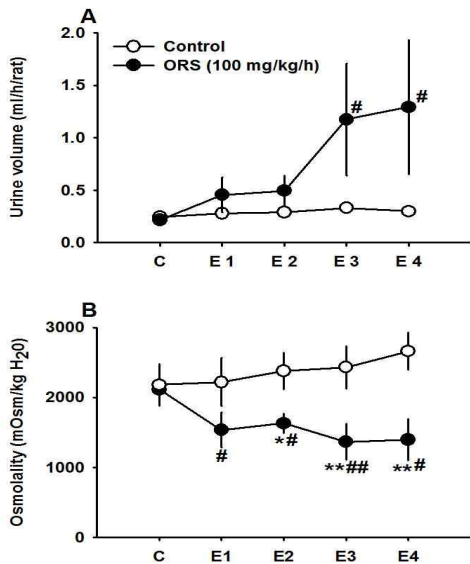 A
Control
ORS (100 mg/kg/h)
Urine volume (ml/h/rat)
2.0
1.5
1.0
0.5
0.0
#
#
C E 1 E 2 E 3 E 4
B
Osmolality (mOsm/kg H20)
3000
2000
1000
0
#
*#
**##
**#
C E1 E2 E3 E4